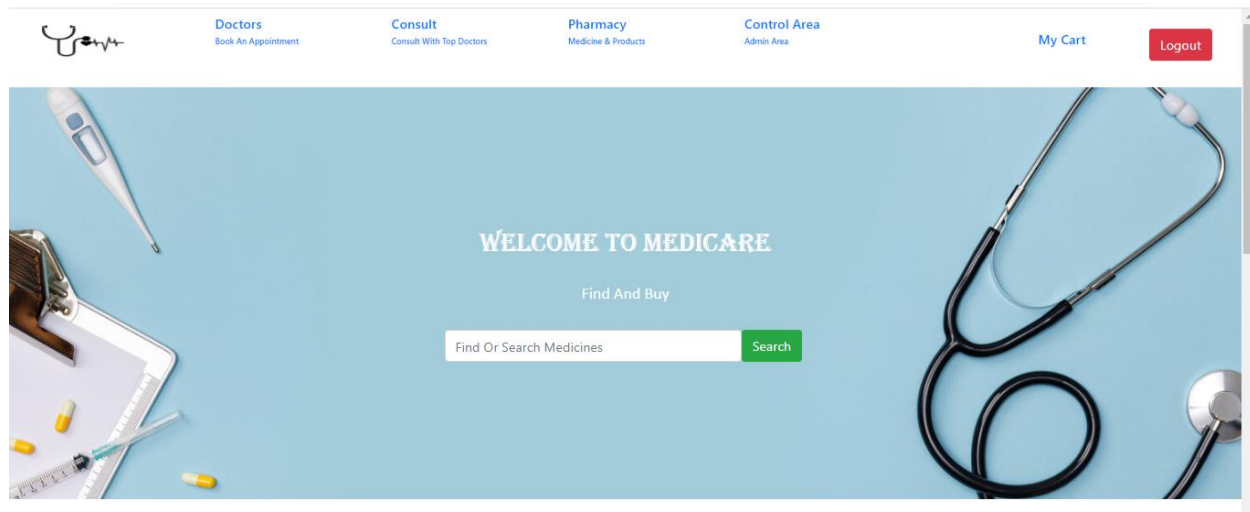 Doctors
Book An Appointment
Consult
Consult With Top Doctors
Pharmacy
Medicine & Products
Control Area
Admin Area
My Cart
Logout
WELCOME TO MEDICARE
Find And Buy
Find Or Search Medicines
Search